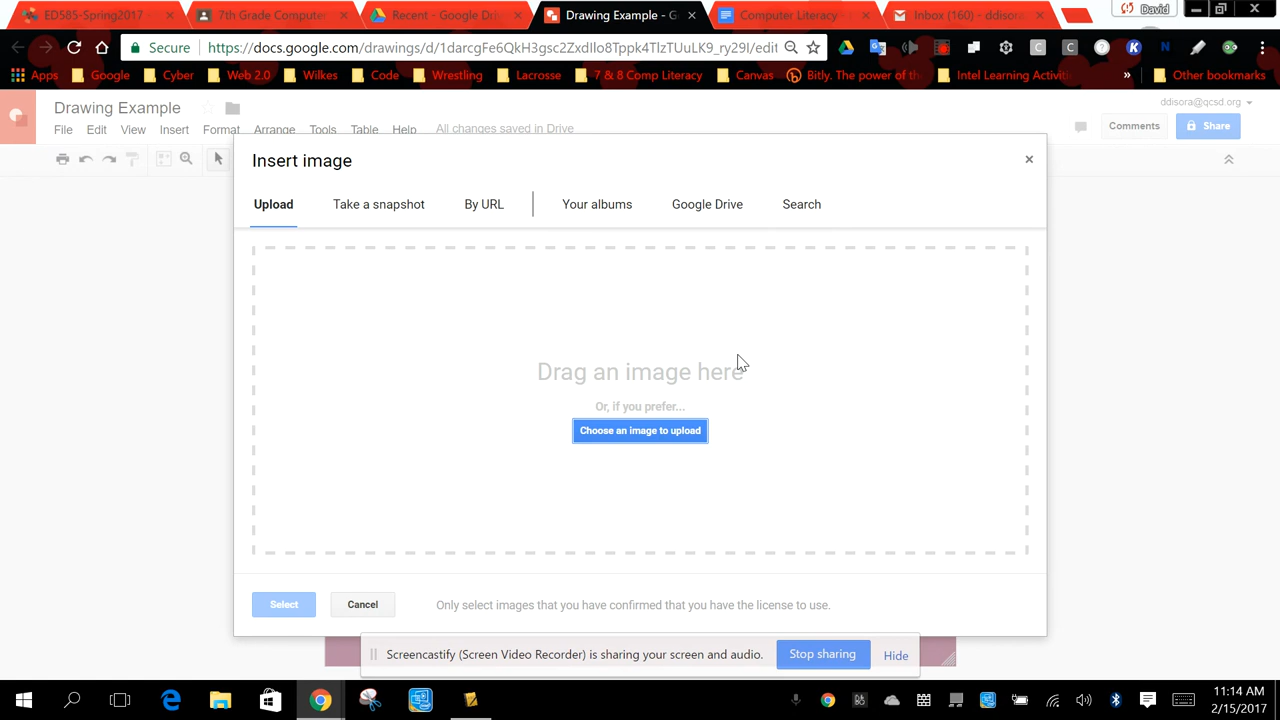 ED585-Spring2017
7th Grade Computer
Recent - Google Dri
Drawing Example - G
Computer Literacy -
Inbox (160) - ddisora
David
Secure
https://docs.google.com/drawings/d/1darcgFe6QkH3gsc2ZxdIlo8Tppk4TIzTUuLK9_ry29I/edit
Apps Google Cyber Web 2.0 Wilkes Code Wrestling Lacrosse 7 & 8 Comp Literacy Canvas Bitly. The power of th Intel Learning Activiti » Other bookmarks
Drawing Example
ddisora@qcsd.org
File Edit View Insert Format Arrange Tools Table Help All changes saved in Drive
Comments
Share
Insert image
Upload Take a snapshot By URL Your albums Google Drive Search
Drag an image here
Or, if you prefer...
Choose an image to upload
Select Cancel Only select images that you have confirmed that you have the license to use.
Screencastify (Screen Video Recorder) is sharing your screen and audio. Stop sharing Hide
11:14 AM
2/15/2017